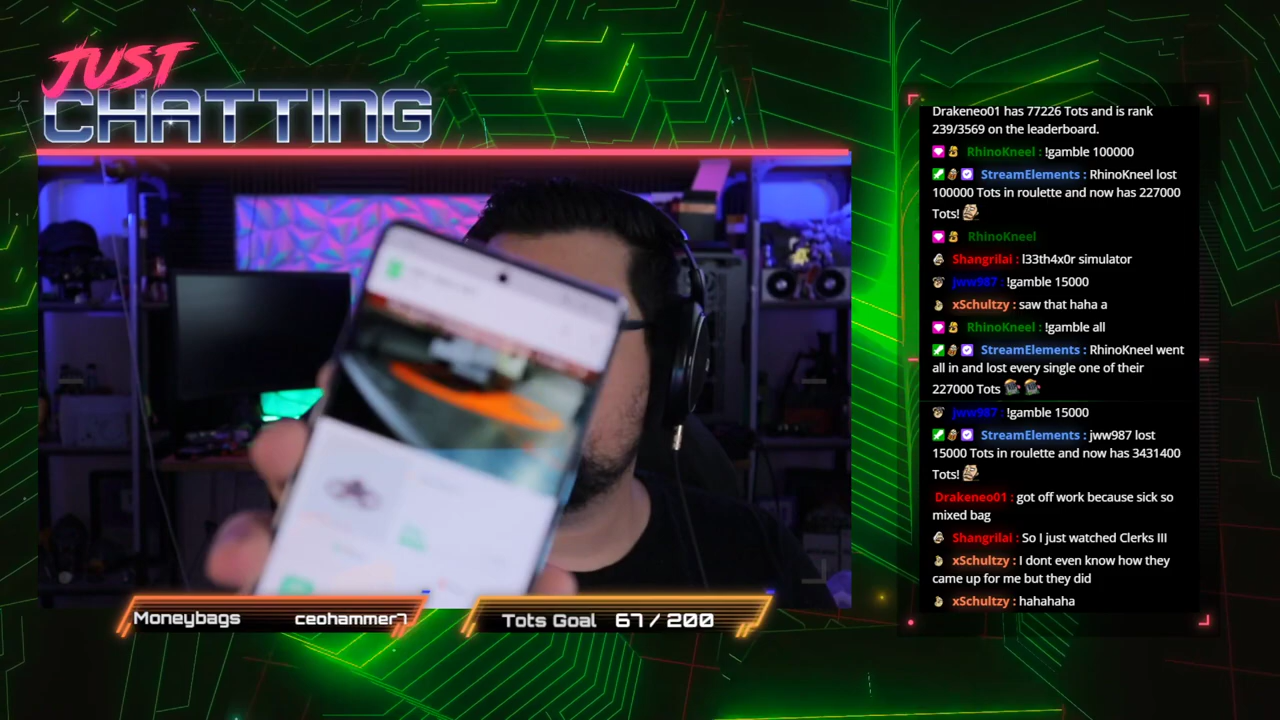 JUST
CHATTING
Drakeneo01 has 77226 Tots and is rank
239/3569 on the leaderboard.
RhinoKneel : !gamble 100000
StreamElements : RhinoKneel lost
100000 Tots in roulette and now has 227000
Tots!
RhinoKneel
Shangrilai : l33th4x0r simulator
jww987 : !gamble 15000
xSchultzy : saw that haha a
RhinoKneel : !gamble all
StreamElements : RhinoKneel went
all in and lost every single one of their
227000 Tots
jww987 : !gamble 15000
StreamElements : jww987 lost
15000 Tots in roulette and now has 3431400
Tots!
Drakeneo01 : got off work because sick so
mixed bag
Shangrilai : So I just watched Clerks III
xSchultzy : I dont even know how they
came up for me but they did
xSchultzy : hahahaha
Moneybags ceohammer7
Tots Goal 67 / 200